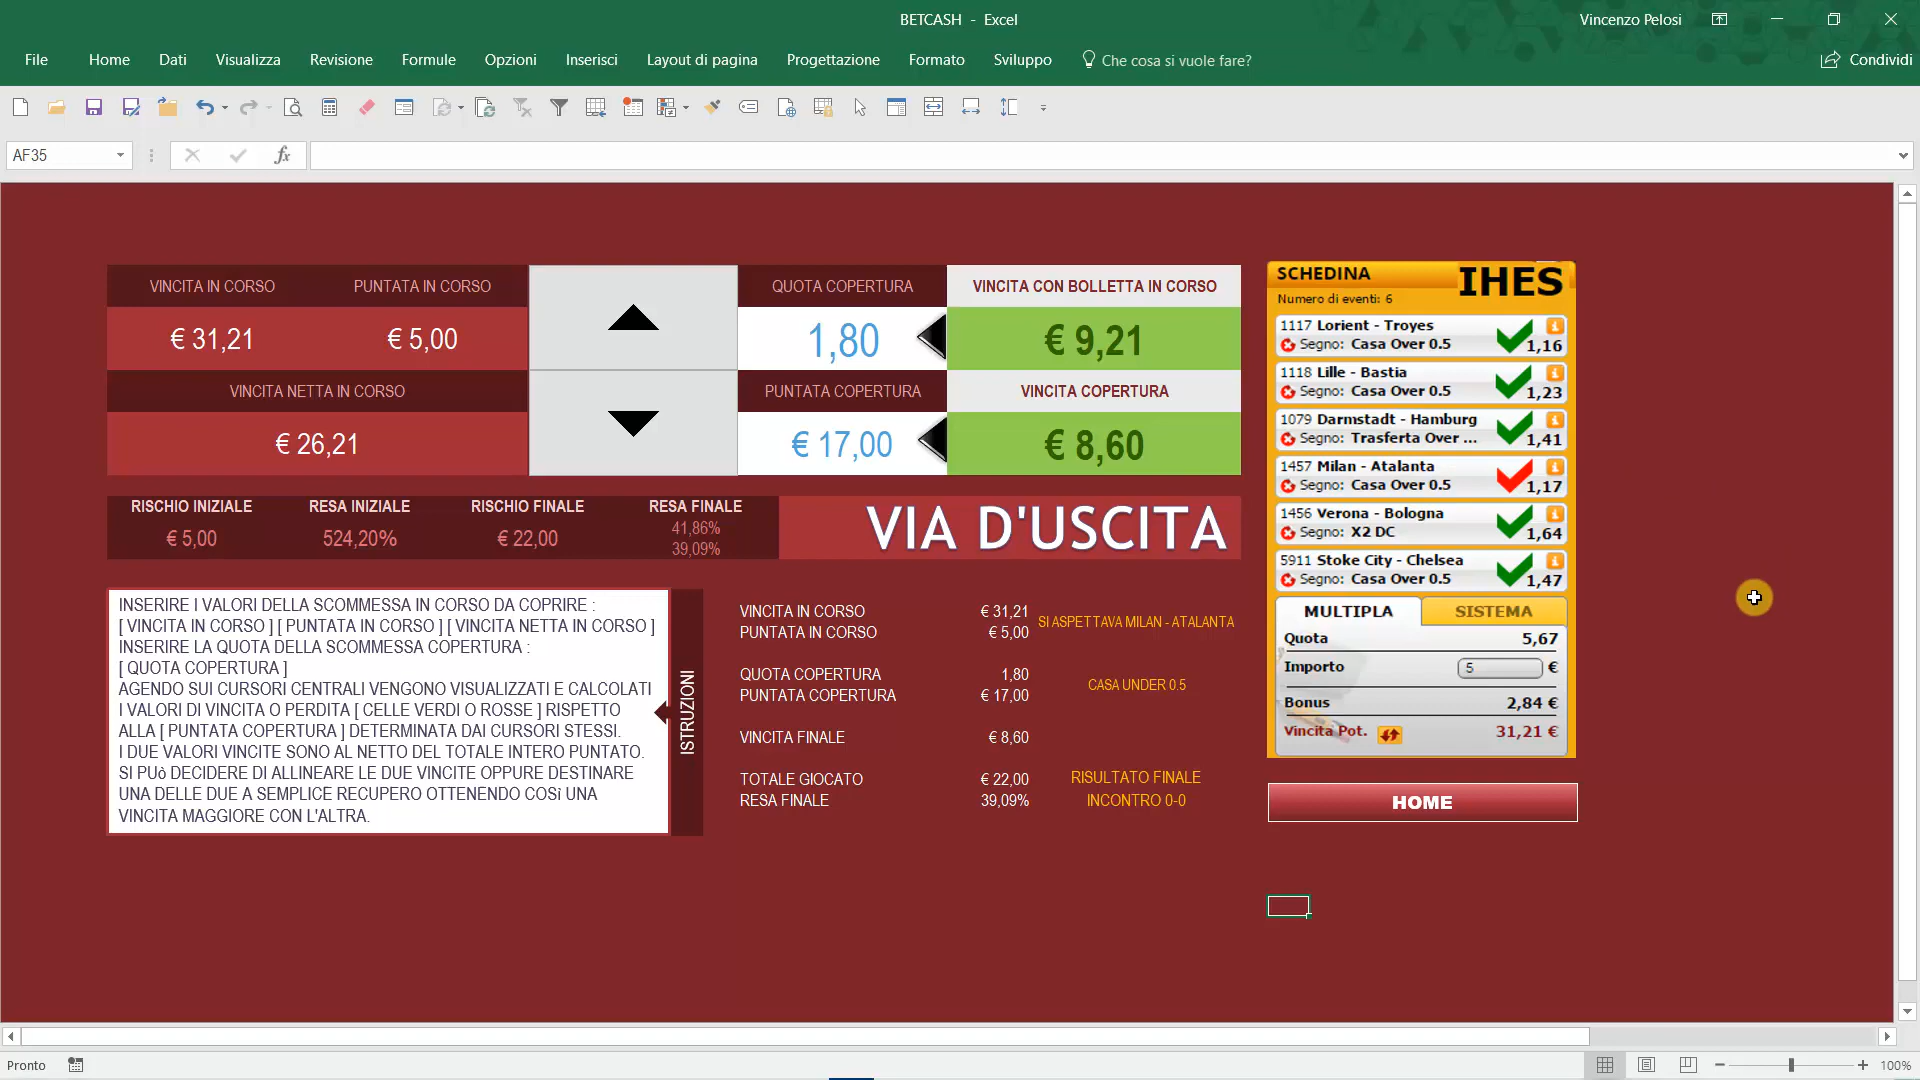 BETCASH - Excel
Vincenzo Pelosi
File
Home
Dati
Visualizza
Revisione
Formule
Opzioni
Inserisci
Layout di pagina
Progettazione
Formato
Sviluppo
Che cosa si vuole fare?
Condividi
AF35
fx
VINCITA IN CORSO
PUNTATA IN CORSO
QUOTA COPERTURA
VINCITA CON BOLLETTA IN CORSO
€ 31,21
€ 5,00
1,80
€ 9,21
VINCITA NETTA IN CORSO
PUNTATA COPERTURA
VINCITA COPERTURA
€ 26,21
€ 17,00
€ 8,60
RISCHIO INIZIALE
RESA INIZIALE
RISCHIO FINALE
RESA FINALE
€ 5,00
524,20%
€ 22,00
41,86%
39,09%
VIA D'USCITA
INSERIRE I VALORI DELLA SCOMMESSA IN CORSO DA COPRIRE :
[ VINCITA IN CORSO ] [ PUNTATA IN CORSO ] [ VINCITA NETTA IN CORSO ]
INSERIRE LA QUOTA DELLA SCOMMESSA COPERTURA :
[ QUOTA COPERTURA ]
AGENDO SUI CURSORI CENTRALI VENGONO VISUALIZZATI E CALCOLATI
I VALORI DI VINCITA O PERDITA [ CELLE VERDI O ROSSE ] RISPETTO
ALLA [ PUNTATA COPERTURA ] DETERMINATA DAI CURSORI STESSI.
I DUE VALORI VINCITE SONO AL NETTO DEL TOTALE INTERO PUNTATO.
SI PUò DECIDERE DI ALLINEARE LE DUE VINCITE OPPURE DESTINARE
UNA DELLE DUE A SEMPLICE RECUPERO OTTENENDO COSì UNA
VINCITA MAGGIORE CON L'ALTRA.
ISTRUZIONI
VINCITA IN CORSO € 31,21
PUNTATA IN CORSO € 5,00
SI ASPETTAVA MILAN - ATALANTA
QUOTA COPERTURA 1,80
PUNTATA COPERTURA € 17,00
CASA UNDER 0.5
VINCITA FINALE € 8,60
TOTALE GIOCATO € 22,00
RESA FINALE 39,09%
RISULTATO FINALE
INCONTRO 0-0
SCHEDINA
IHES
Numero di eventi: 6
1117 Lorient - Troyes
Segno: Casa Over 0.5 1,16
1118 Lille - Bastia
Segno: Casa Over 0.5 1,23
1079 Darmstadt - Hamburg
Segno: Trasferta Over ... 1,41
1457 Milan - Atalanta
Segno: Casa Over 0.5 1,17
1456 Verona - Bologna
Segno: X2 DC 1,64
5911 Stoke City - Chelsea
Segno: Casa Over 0.5 1,47
MULTIPLA
SISTEMA
Quota 5,67
Importo 5 €
Bonus 2,84 €
Vincita Pot. 31,21 €
HOME
Pronto
100%